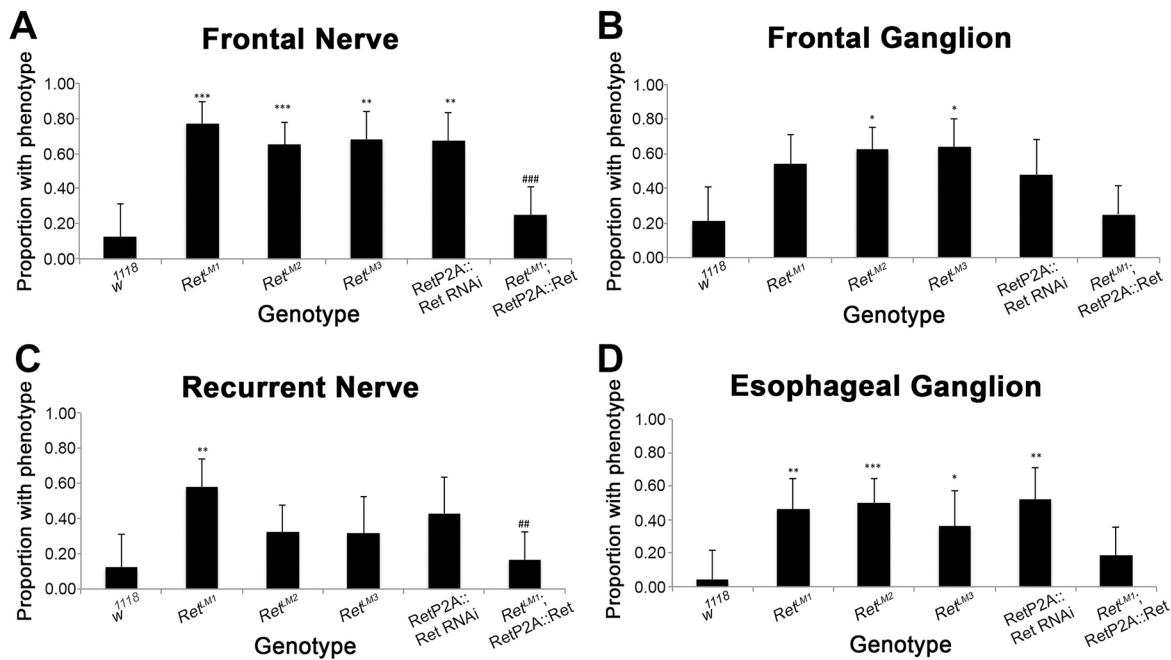 A
Frontal Nerve
Proportion with phenotype
1.00
0.80
0.60
0.40
0.20
0.00
***
***
**
**
###
w1118
RetLM1
RetLM2
RetLM3
RetP2A::
Ret RNAi
RetLM1;
RetP2A::Ret
Genotype
B
Frontal Ganglion
Proportion with phenotype
1.00
0.80
0.60
0.40
0.20
0.00
*
*
w1118
RetLM1
RetLM2
RetLM3
RetP2A::
Ret RNAi
RetLM1;
RetP2A::Ret
Genotype
C
Recurrent Nerve
Proportion with phenotype
1.00
0.80
0.60
0.40
0.20
0.00
**
##
w1118
RetLM1
RetLM2
RetLM3
RetP2A::
Ret RNAi
RetLM1;
RetP2A::Ret
Genotype
D
Esophageal Ganglion
Proportion with phenotype
1.00
0.80
0.60
0.40
0.20
0.00
**
***
*
**
w1118
RetLM1
RetLM2
RetLM3
RetP2A::
Ret RNAi
RetLM1;
RetP2A::Ret
Genotype